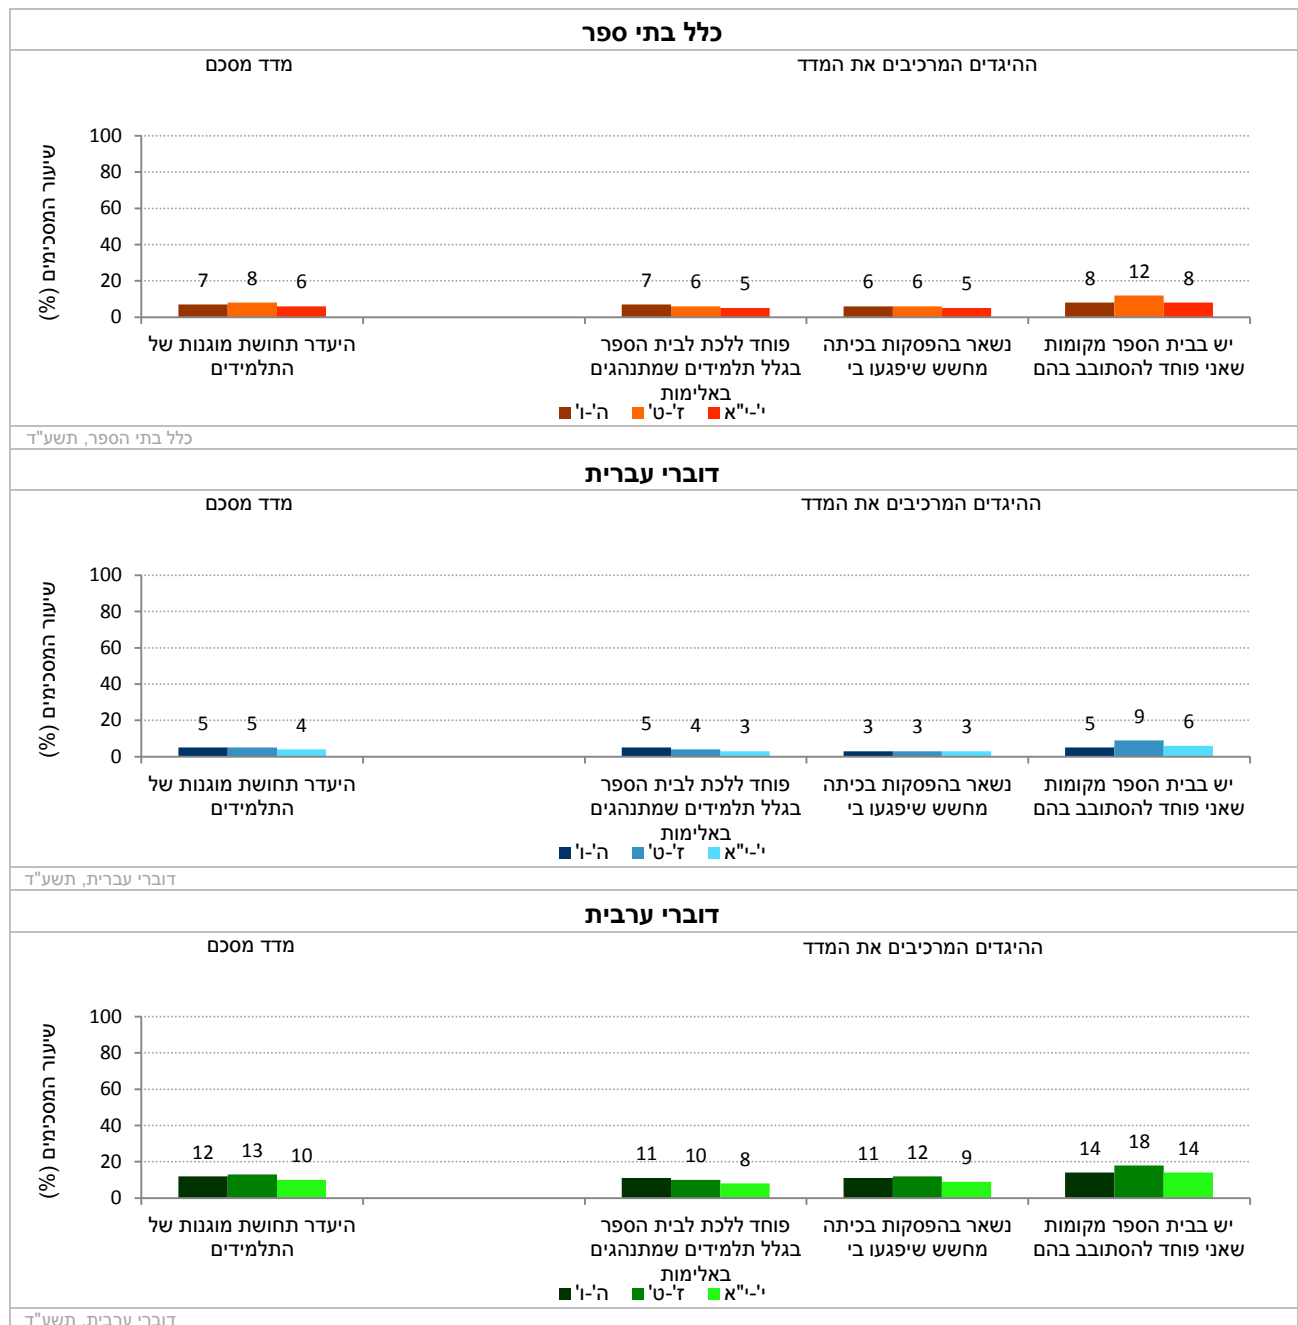 כלל בתי ספר
מדד מסכם
ההיגדים המרכיבים את המדד
שיעור המסכימים (%)
100
80
60
40
20
0
7 8 6 7 6 5 6 6 5 8 12 8
היעדר תחושת מוגנות של
התלמידים
פוחד ללכת לבית הספר
בגלל תלמידים שמתנהגים
באלימות
נשאר בהפסקות בכיתה
מחשש שיפגעו בי
יש בבית הספר מקומות
שאני פוחד להסתובב בהם
ה'-ו' ז'-ט' י'-י"א
כלל בתי הספר, תשע"ד
דוברי עברית
מדד מסכם
ההיגדים המרכיבים את המדד
שיעור המסכימים (%)
100
80
60
40
20
0
5 5 4 5 4 3 3 3 3 5 9 6
היעדר תחושת מוגנות של
התלמידים
פוחד ללכת לבית הספר
בגלל תלמידים שמתנהגים
באלימות
נשאר בהפסקות בכיתה
מחשש שיפגעו בי
יש בבית הספר מקומות
שאני פוחד להסתובב בהם
ה'-ו' ז'-ט' י'-י"א
דוברי עברית, תשע"ד
דוברי ערבית
מדד מסכם
ההיגדים המרכיבים את המדד
שיעור המסכימים (%)
100
80
60
40
20
0
12 13 10 11 10 8 11 12 9 14 18 14
היעדר תחושת מוגנות של
התלמידים
פוחד ללכת לבית הספר
בגלל תלמידים שמתנהגים
באלימות
נשאר בהפסקות בכיתה
מחשש שיפגעו בי
יש בבית הספר מקומות
שאני פוחד להסתובב בהם
ה'-ו' ז'-ט' י'-י"א
דוברי ערבית, תשע"ד